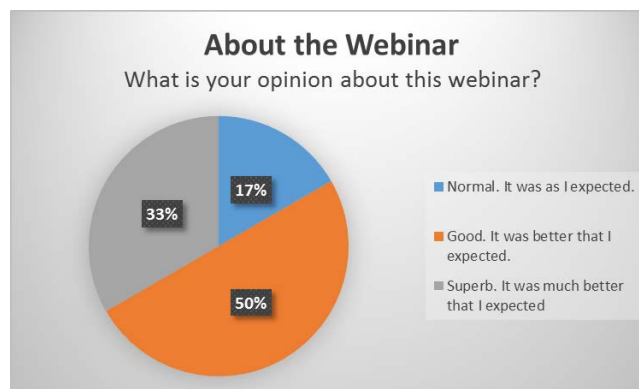 About the Webinar
What is your opinion about this webinar?
17%
33%
50%
Normal. It was as I expected.
Good. It was better that I
expected.
Superb. It was much better
that I expected